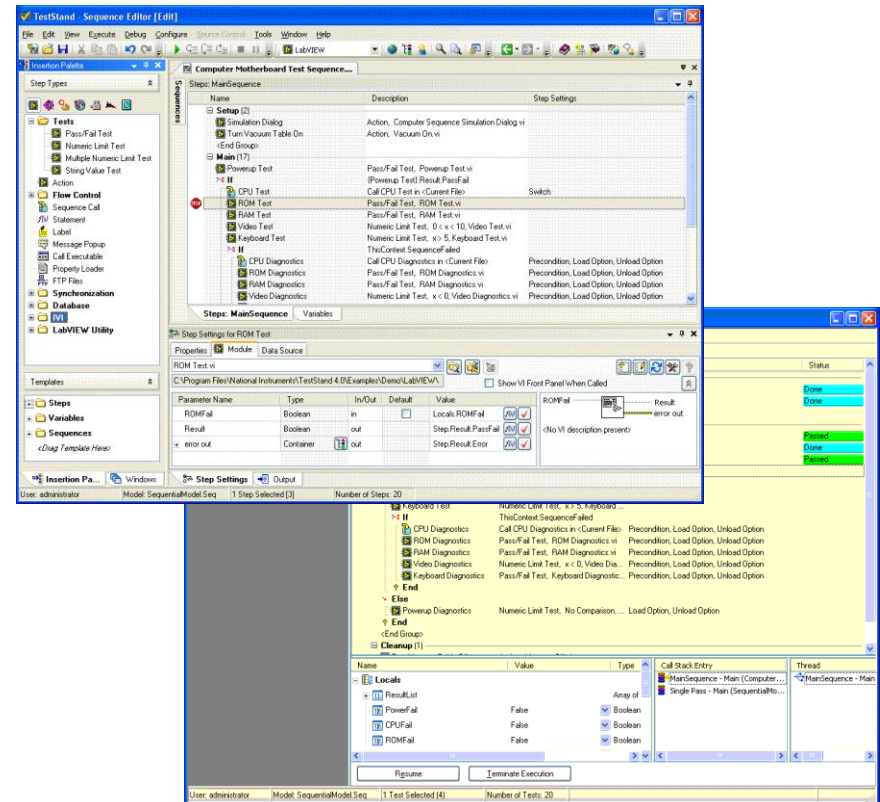 TestStand - Sequence Editor [Edit]
File Edit View Execute Debug Configure Source Control Tools Window Help
LabVIEW
Insertion Palette
Step Types
Tests
Pass/Fail Test
Numeric Limit Test
Multiple Numeric Limit Test
String Value Test
Action
Flow Control
Sequence Call
Statement
Label
Message Popup
Call Executable
Property Loader
FTP Files
Synchronization
Database
IVI
LabVIEW Utility
Templates
Steps
Variables
Sequences
<Drag Template Here>
Insertion Pa... Windows
Computer Motherboard Test Sequence....
Sequences
Steps: MainSequence
Name Description Step Settings
Setup (2)
Simulation Dialog Action, Computer Sequence Simulation Dialog.vi
Turn Vacuum Table On Action, Vacuum On.vi
<End Group>
Main (17)
Powerup Test Pass/Fail Test, Powerup Test.vi
If {Powerup Test}.Result.PassFail
CPU Test Call CPU Test in <Current File> Switch
ROM Test Pass/Fail Test, ROM Test.vi
RAM Test Pass/Fail Test, RAM Test.vi
Video Test Numeric Limit Test, 0 < x < 10, Video Test.vi
Keyboard Test Numeric Limit Test, x > 5, Keyboard Test.vi
If ThisContext.SequenceFailed
CPU Diagnostics Call CPU Diagnostics in <Current File> Precondition, Load Option, Unload Option
ROM Diagnostics Pass/Fail Test, ROM Diagnostics.vi Precondition, Load Option, Unload Option
RAM Diagnostics Pass/Fail Test, RAM Diagnostics.vi Precondition, Load Option, Unload Option
Video Diagnostics Numeric Limit Test, x < 0, Video Diagnostics.vi Precondition, Load Option, Unload Option
Steps: MainSequence Variables
Step Settings for ROM Test
Properties Module Data Source
ROM Test.vi
C:\Program Files\National Instruments\TestStand 4.0\Examples\Demo\LabVIEW\ Show VI Front Panel When Called
Parameter Name Type In/Out Default Value
ROMFail Boolean in Locals.ROMFail
Result Boolean out Step.Result.PassFail
error out Container out Step.Result.Error
ROMFail Result
error out
<No VI description present>
Step Settings Output
User: administrator Model: SequentialModel.Seq 1 Step Selected [3] Number of Steps: 20
Status
Done
Done
Passed
Done
Passed
Keyboard Test Numeric Limit Test, x > 5, Keyboard ...
If ThisContext.SequenceFailed
CPU Diagnostics Call CPU Diagnostics in <Current File> Precondition, Load Option, Unload Option
ROM Diagnostics Pass/Fail Test, ROM Diagnostics.vi Precondition, Load Option, Unload Option
RAM Diagnostics Pass/Fail Test, RAM Diagnostics.vi Precondition, Load Option, Unload Option
Video Diagnostics Numeric Limit Test, x < 0, Video Dia... Precondition, Load Option, Unload Option
Keyboard Diagnostics Pass/Fail Test, Keyboard Diagnostic... Precondition, Load Option, Unload Option
End
Else
Powerup Diagnostics Numeric Limit Test, No Comparison, ... Load Option, Unload Option
End
<End Group>
Cleanup (1)
Name Value Type
Locals
ResultList Array of
PowerFail False Boolean
CPUFail False Boolean
ROMFail False Boolean
Call Stack Entry
MainSequence - Main (Computer...
Single Pass - Main (SequentialMo...
Thread
MainSequence - Main
Resume Terminate Execution
User: administrator Model: SequentialModel.Seq 1 Test Selected [4] Number of Tests: 20